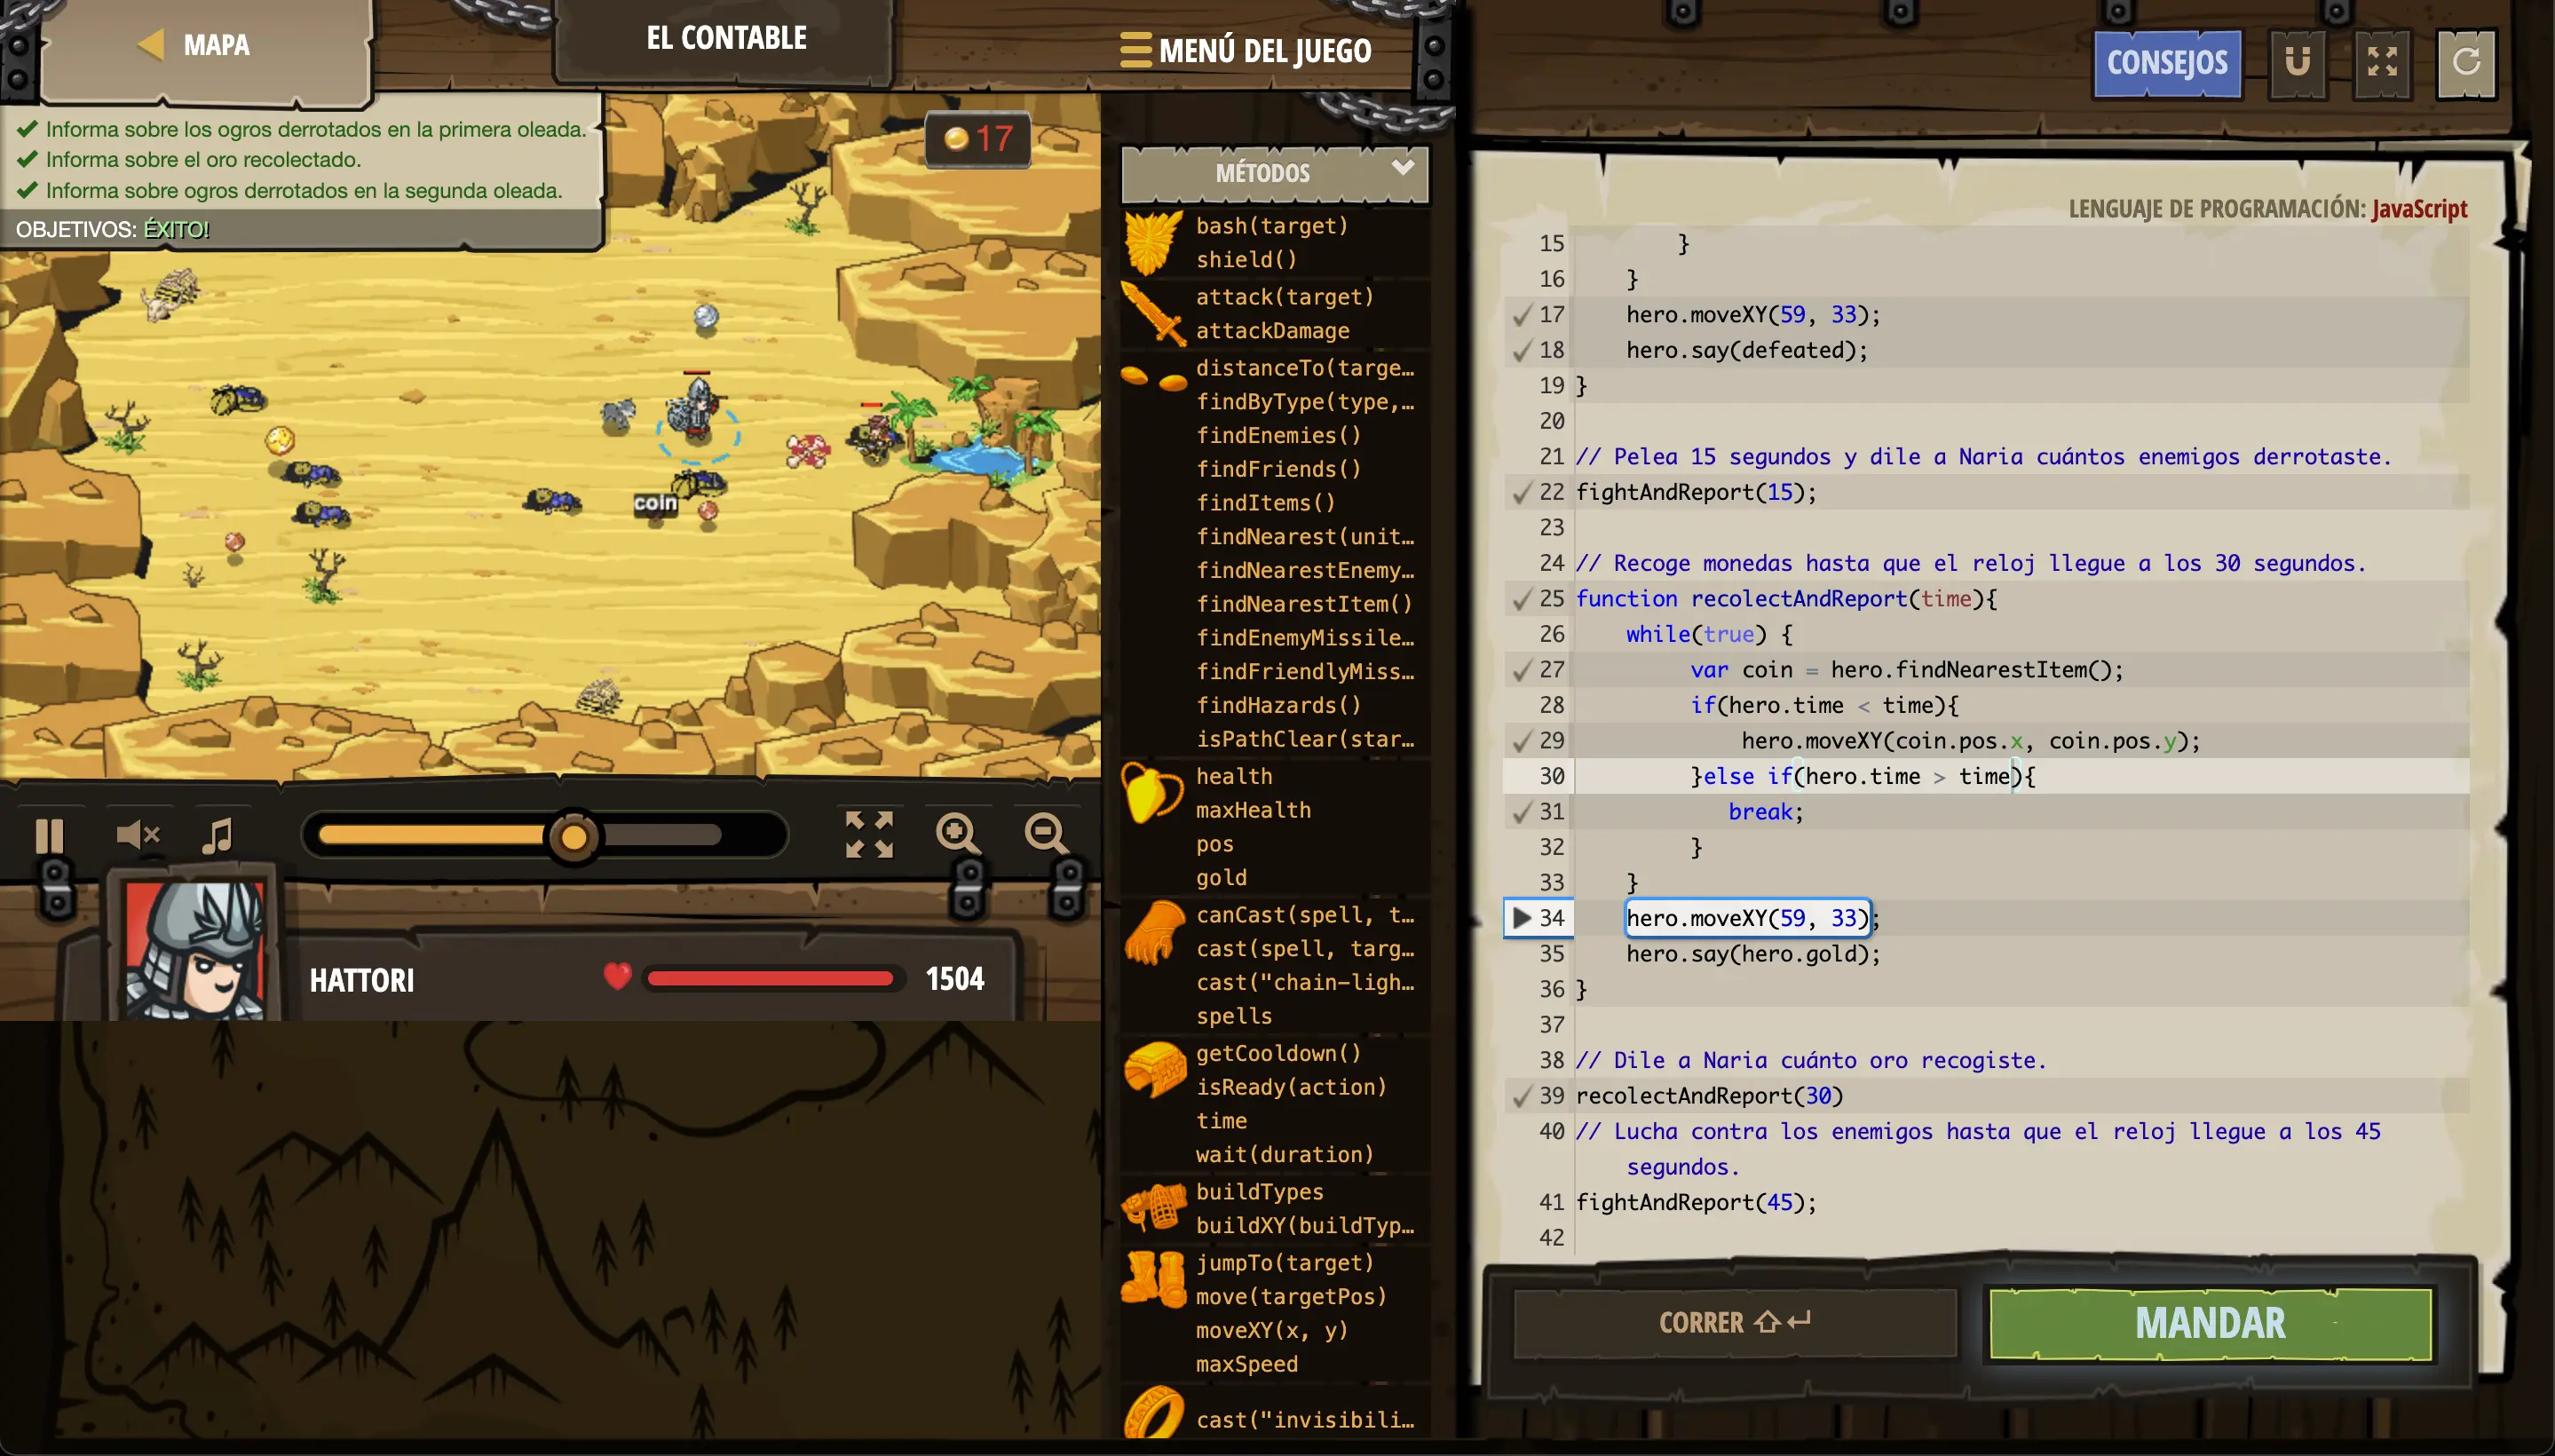 MAPA
EL CONTABLE
MENÚ DEL JUEGO
CONSEJOS
✔ Informa sobre los ogros derrotados en la primera oleada.
✔ Informa sobre el oro recolectado.
✔ Informa sobre ogros derrotados en la segunda oleada.
OBJETIVOS: ÉXITO!
17
coin
HATTORI
1504
MÉTODOS
bash(target)
shield()
attack(target)
attackDamage
distanceTo(targe…
findByType(type,…
findEnemies()
findFriends()
findItems()
findNearest(unit…
findNearestEnemy…
findNearestItem()
findEnemyMissile…
findFriendlyMiss…
findHazards()
isPathClear(star…
health
maxHealth
pos
gold
canCast(spell, t…
cast(spell, targ…
cast("chain-ligh…
spells
getCooldown()
isReady(action)
time
wait(duration)
buildTypes
buildXY(buildTyp…
jumpTo(target)
move(targetPos)
moveXY(x, y)
maxSpeed
cast("invisibili…
LENGUAJE DE PROGRAMACIÓN: JavaScript
15 }
16 }
17 hero.moveXY(59, 33);
18 hero.say(defeated);
19 }
20
21 // Pelea 15 segundos y dile a Naria cuántos enemigos derrotaste.
22 fightAndReport(15);
23
24 // Recoge monedas hasta que el reloj llegue a los 30 segundos.
25 function recolectAndReport(time){
26 while(true) {
27 var coin = hero.findNearestItem();
28 if(hero.time < time){
29 hero.moveXY(coin.pos.x, coin.pos.y);
30 }else if(hero.time > time){
31 break;
32 }
33 }
34 hero.moveXY(59, 33);
35 hero.say(hero.gold);
36 }
37
38 // Dile a Naria cuánto oro recogiste.
39 recolectAndReport(30)
40 // Lucha contra los enemigos hasta que el reloj llegue a los 45
segundos.
41 fightAndReport(45);
42
CORRER ⇧↵
MANDAR